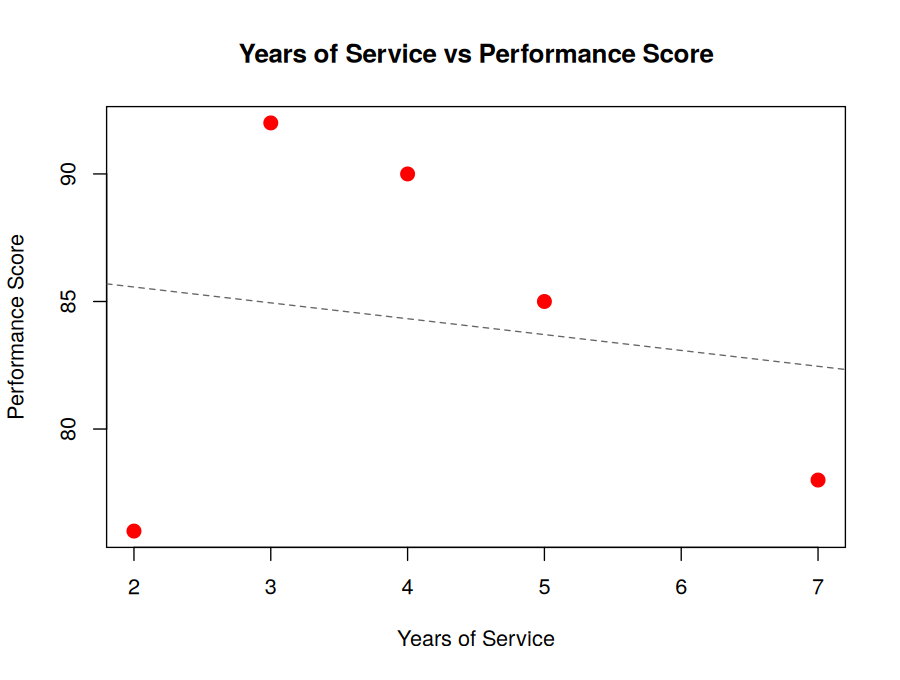 Years of Service vs Performance Score
Performance Score
90
85
80
2 3 4 5 6 7
Years of Service